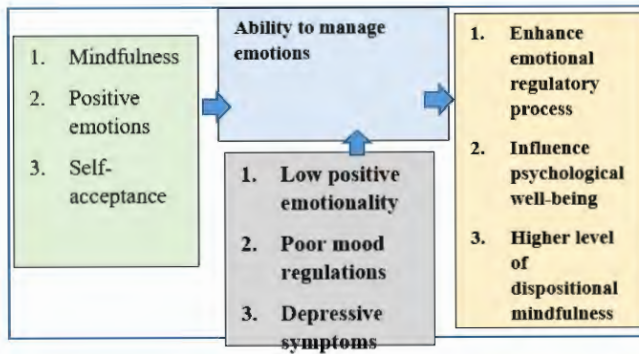 1. Mindfulness
2. Positive
emotions
3. Self-
acceptance
Ability to manage
emotions
1. Low positive
emotionality
2. Poor mood
regulations
3. Depressive
symptoms
1. Enhance
emotional
regulatory
process
2. Influence
psychological
well-being
3. Higher level
of
dispositional
mindfulness